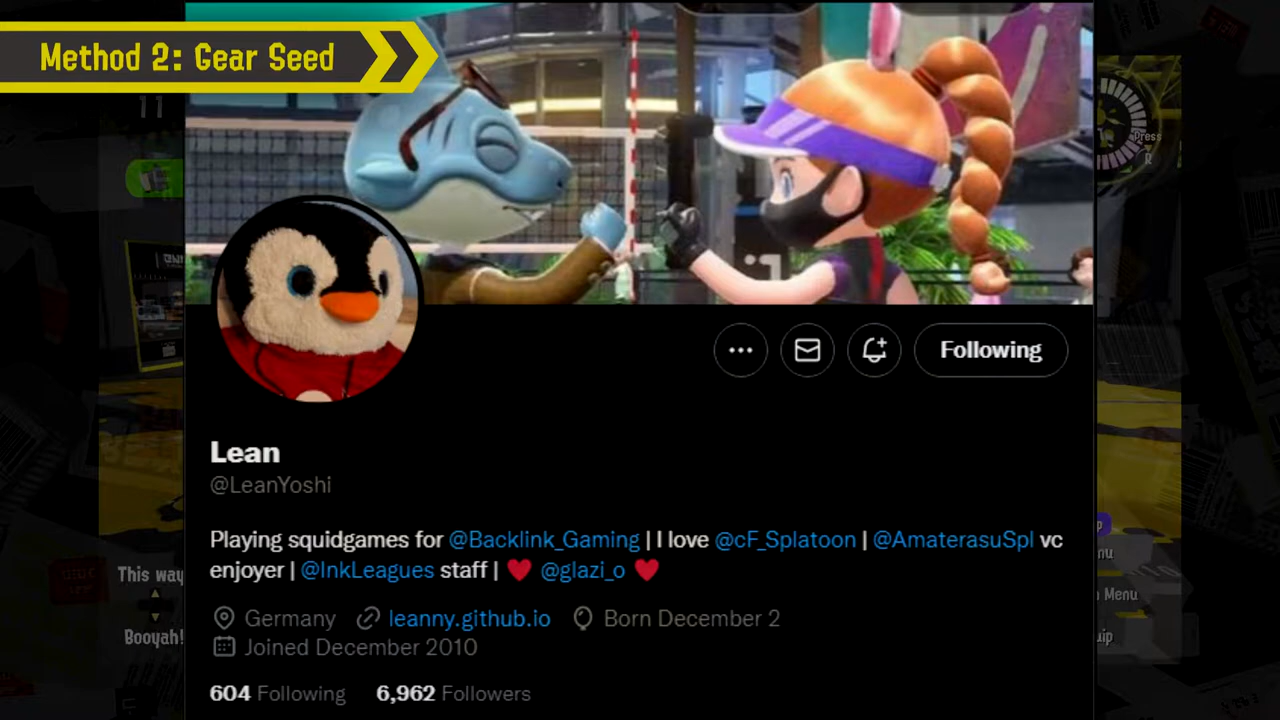 Method 2: Gear Seed
11
Press
R
Following
Lean
@LeanYoshi
Playing squidgames for @Backlink_Gaming | I love @cF_Splatoon | @AmaterasuSpl vc
enjoyer | @InkLeagues staff | ❤ @glazi_o ❤
Germany leanny.github.io Born December 2
Joined December 2010
604 Following 6,962 Followers
This way
Booyah!
Menu